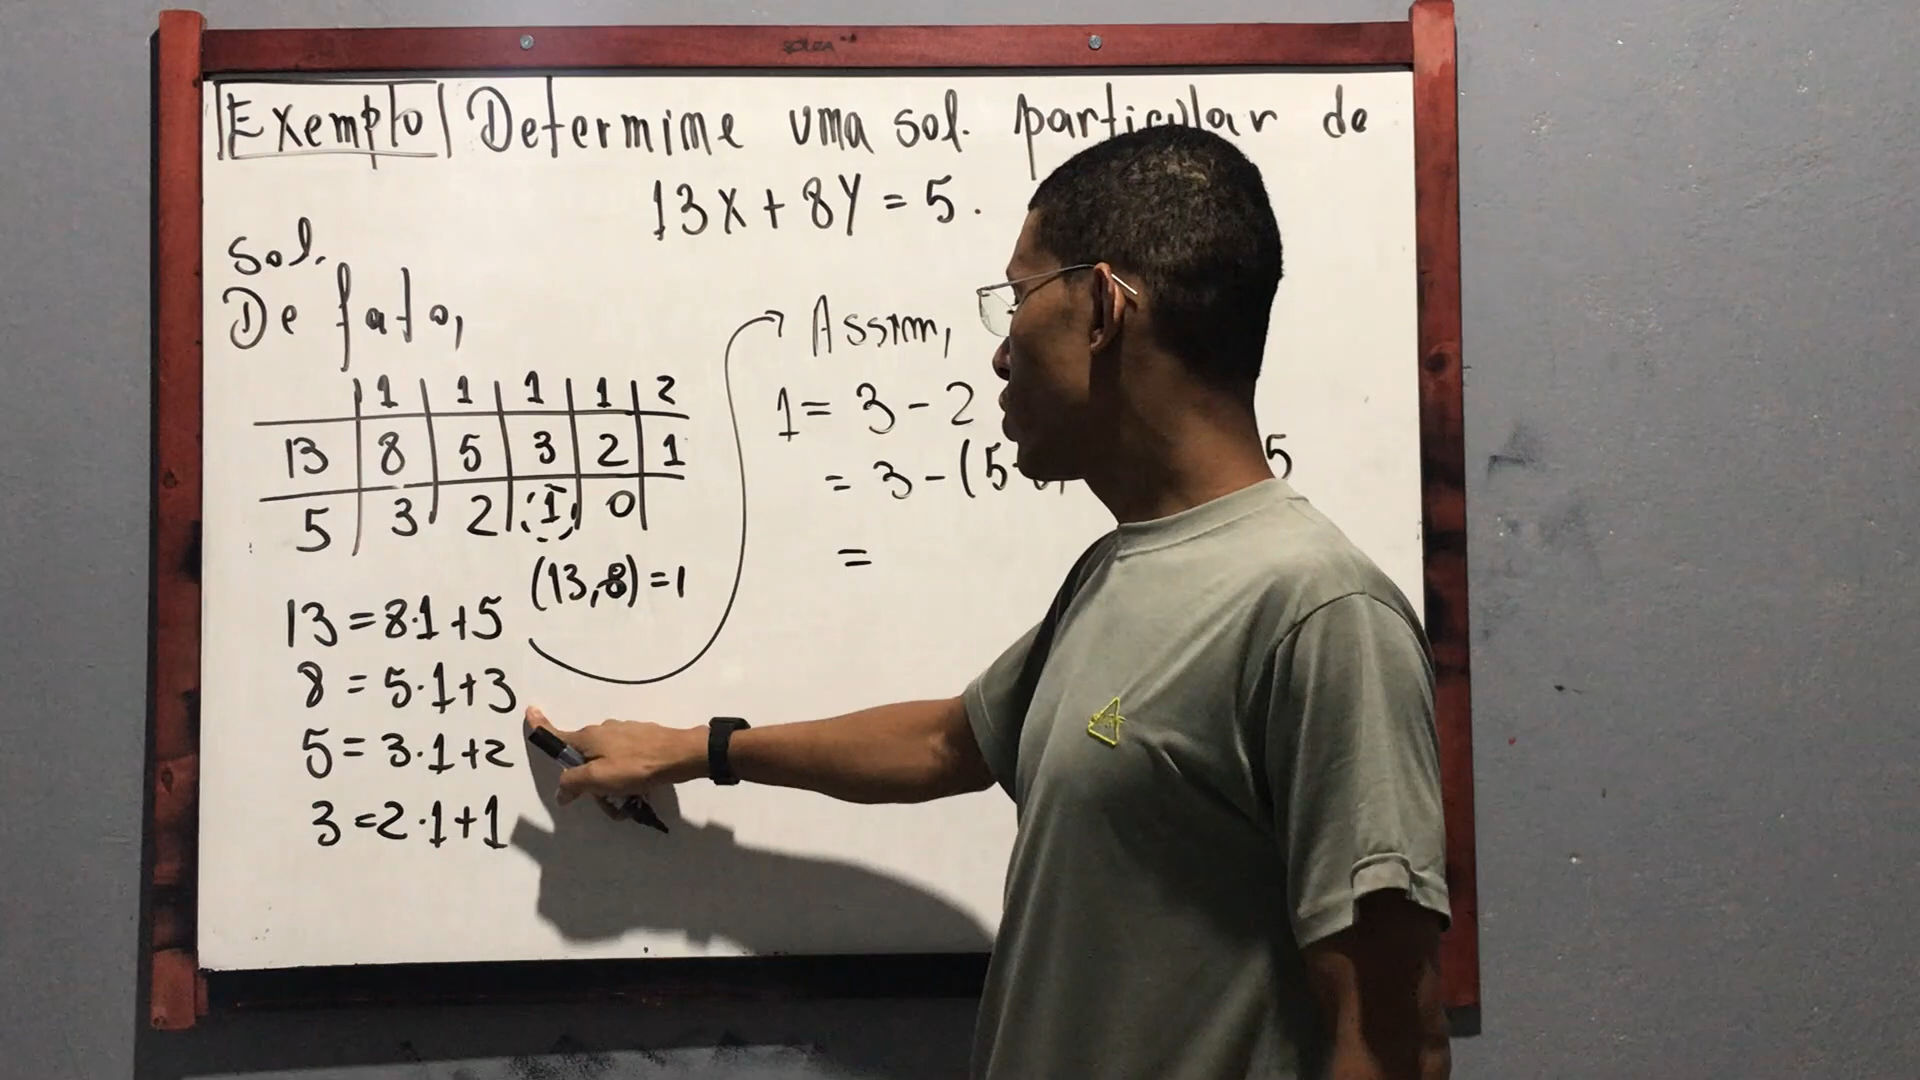 SOUZA
Exemplo Determine uma sol. particular de
13X + 8Y = 5.
Sol.
De fato,
1 1 1 1 2
13 8 5 3 2 1
5 3 2 1 0
(13,8)=1
13 = 8·1+5
8 = 5·1+3
5 = 3·1+2
3 = 2·1+1
Assim,
1 = 3 - 2
= 3 - (5 5
=